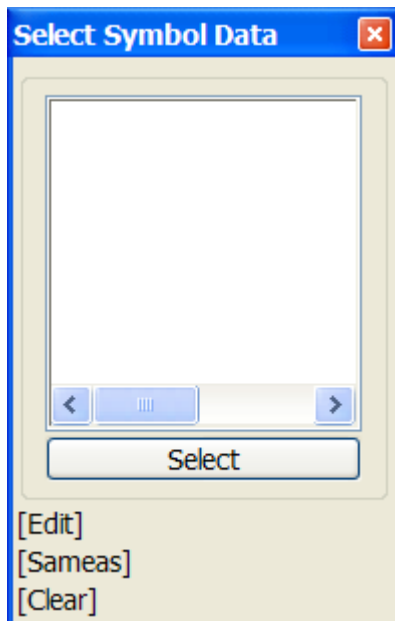 Select Symbol Data
Select
[Edit]
[Sameas]
[Clear]